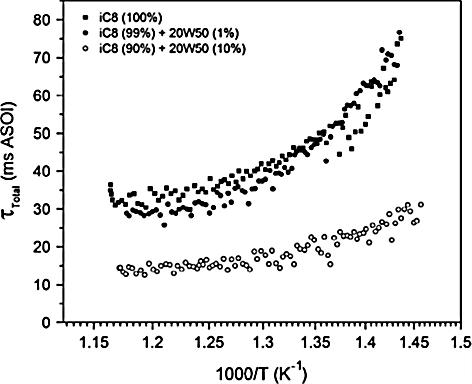 iC8 (100%)
iC8 (99%) + 20W50 (1%)
iC8 (90%) + 20W50 (10%)
τTotal (ms ASOI)
80
70
60
50
40
30
20
10
0
1.15 1.2 1.25 1.3 1.35 1.4 1.45 1.5
1000/T (K⁻¹)